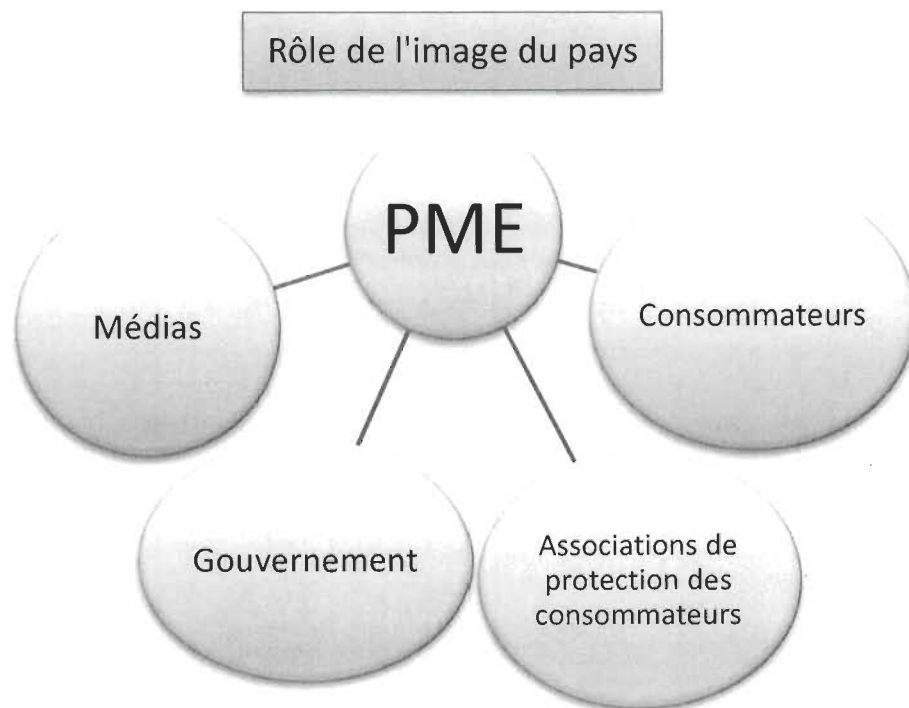 Rôle de l'image du pays
PME
Médias
Consommateurs
Gouvernement
Associations de
protection des
consommateurs